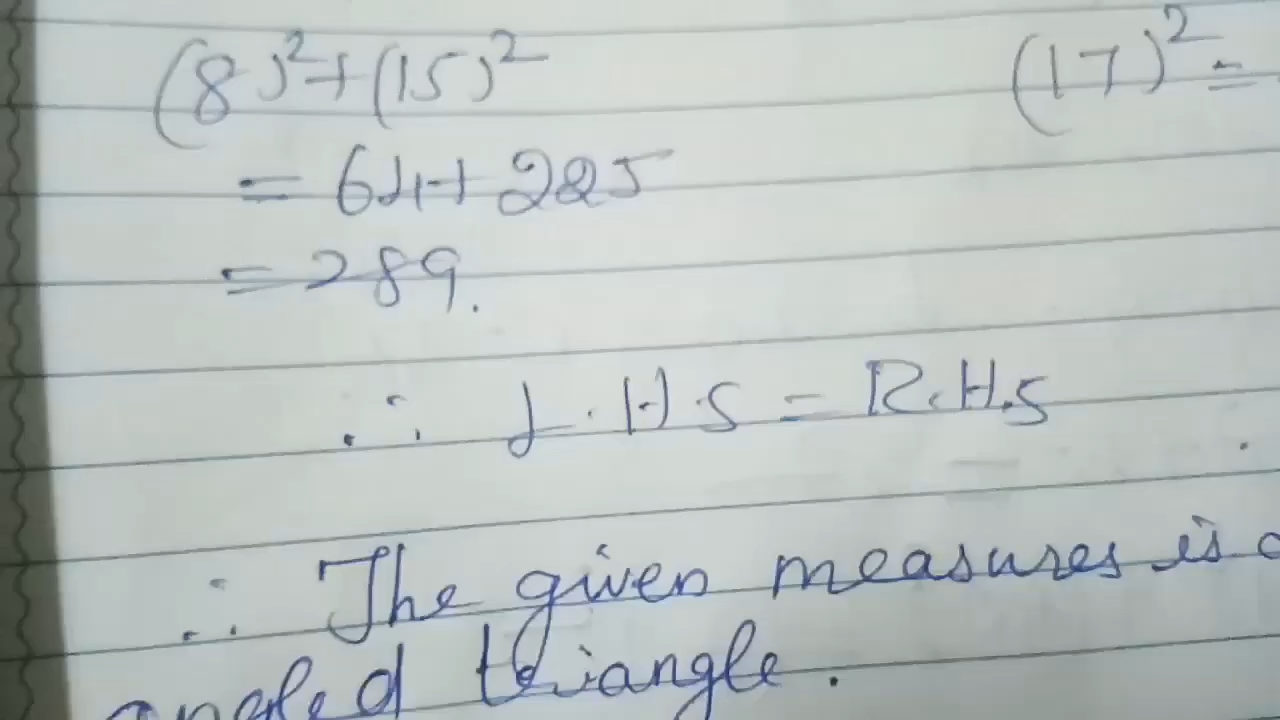 (8)²+(15)² (17)² =
= 64+225
= 289.
∴ L.H.S = R.H.S
∴ The given measures is
angled triangle.